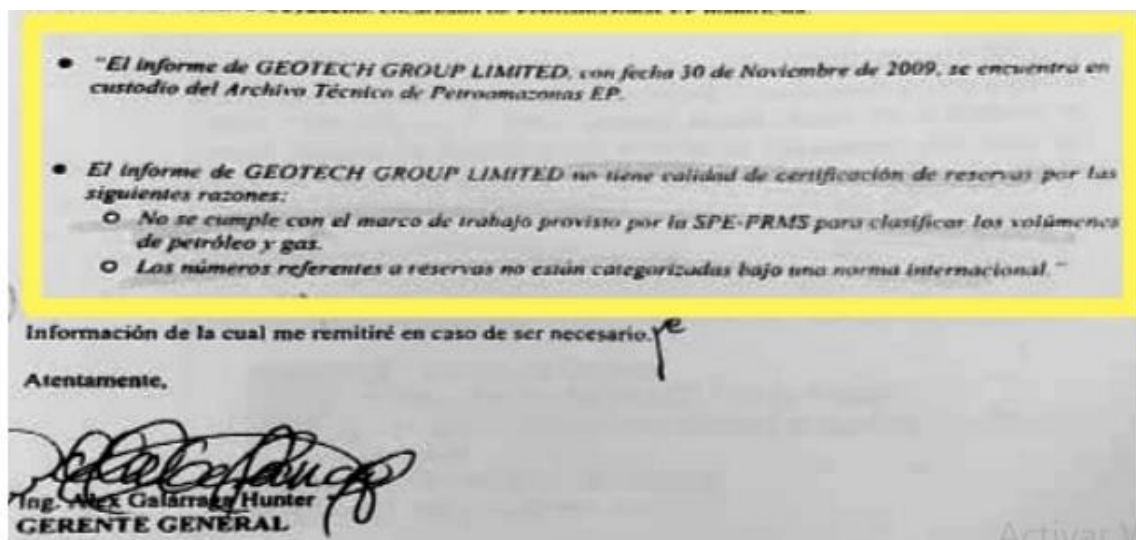 • "El informe de GEOTECH GROUP LIMITED, con fecha 30 de Noviembre de 2009, se encuentra en
custodio del Archivo Técnico de Petroamazonas EP.
• El informe de GEOTECH GROUP LIMITED no tiene calidad de certificación de reservas por las
siguientes razones:
o No se cumple con el marco de trabajo provisto por la SPE-PRMS para clasificar los volúmenes
de petróleo y gas.
o Los números referentes a reservas no están categorizadas bajo una norma internacional."
Información de la cual me remitiré en caso de ser necesario.
Atentamente,
Ing. Alex Galárraga Hunter
GERENTE GENERAL
Activar